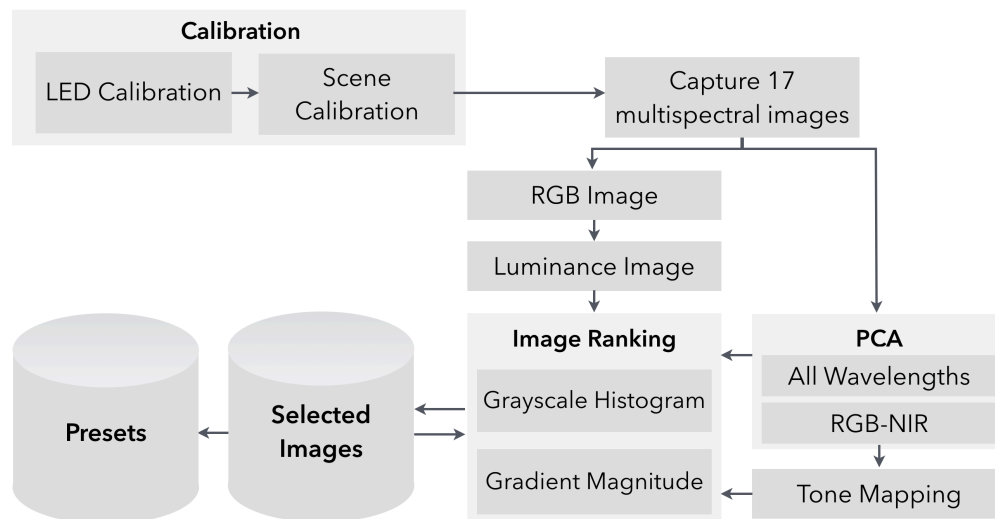 Calibration
LED Calibration
Scene
Calibration
Capture 17
multispectral images
RGB Image
Luminance Image
Image Ranking
Grayscale Histogram
Gradient Magnitude
PCA
All Wavelengths
RGB-NIR
Tone Mapping
Selected
Images
Presets